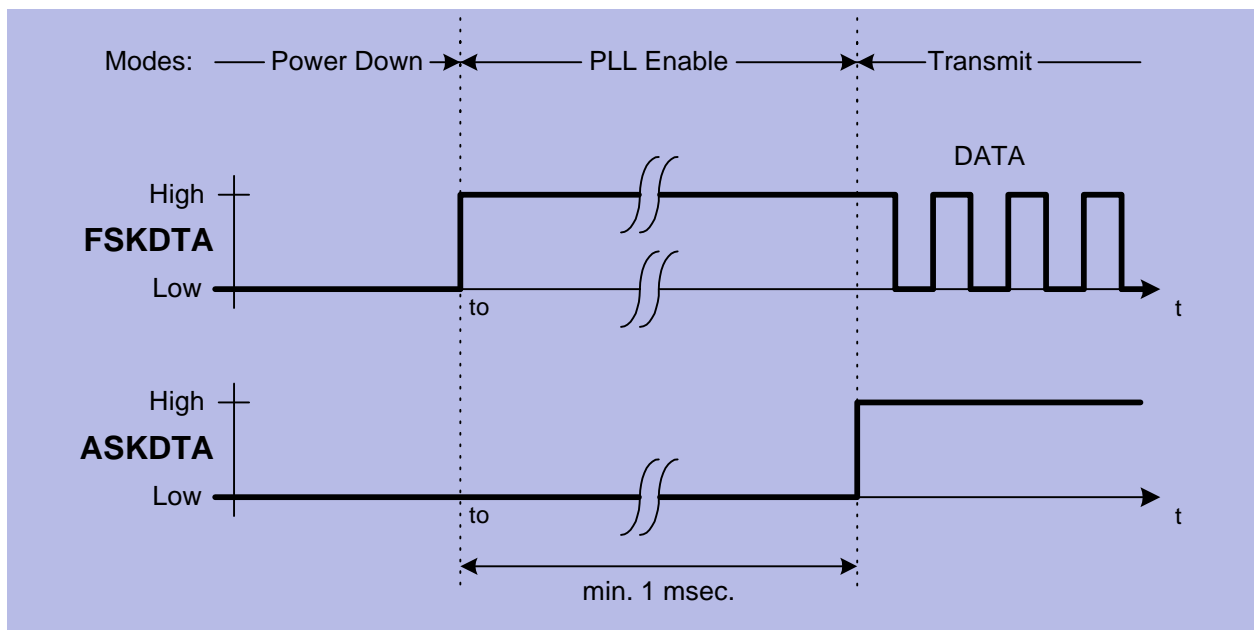 Modes: Power Down PLL Enable Transmit
DATA
High
FSKDTA
Low
to
t
High
ASKDTA
Low
to
t
min. 1 msec.